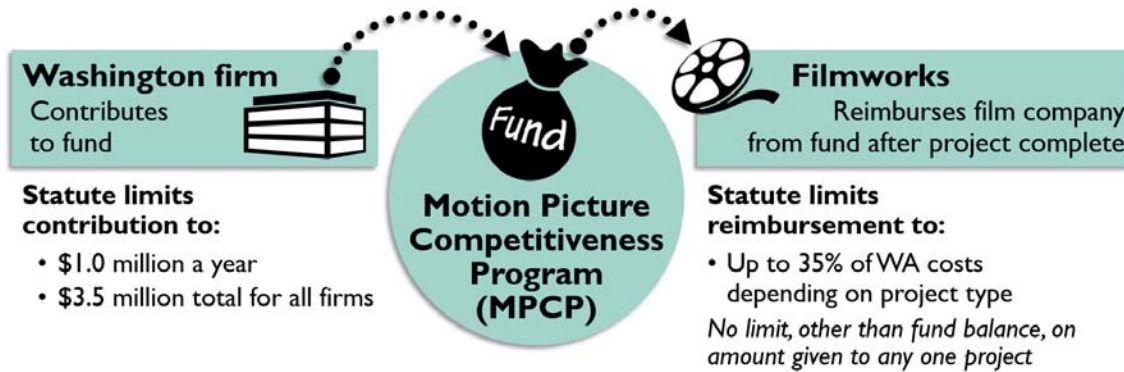 Washington firm
Contributes
to fund
Statute limits
contribution to:
• $1.0 million a year
• $3.5 million total for all firms
Fund
Motion Picture
Competitiveness
Program
(MPCP)
Filmworks
Reimburses film company
from fund after project complete
Statute limits
reimbursement to:
• Up to 35% of WA costs
depending on project type
No limit, other than fund balance, on
amount given to any one project